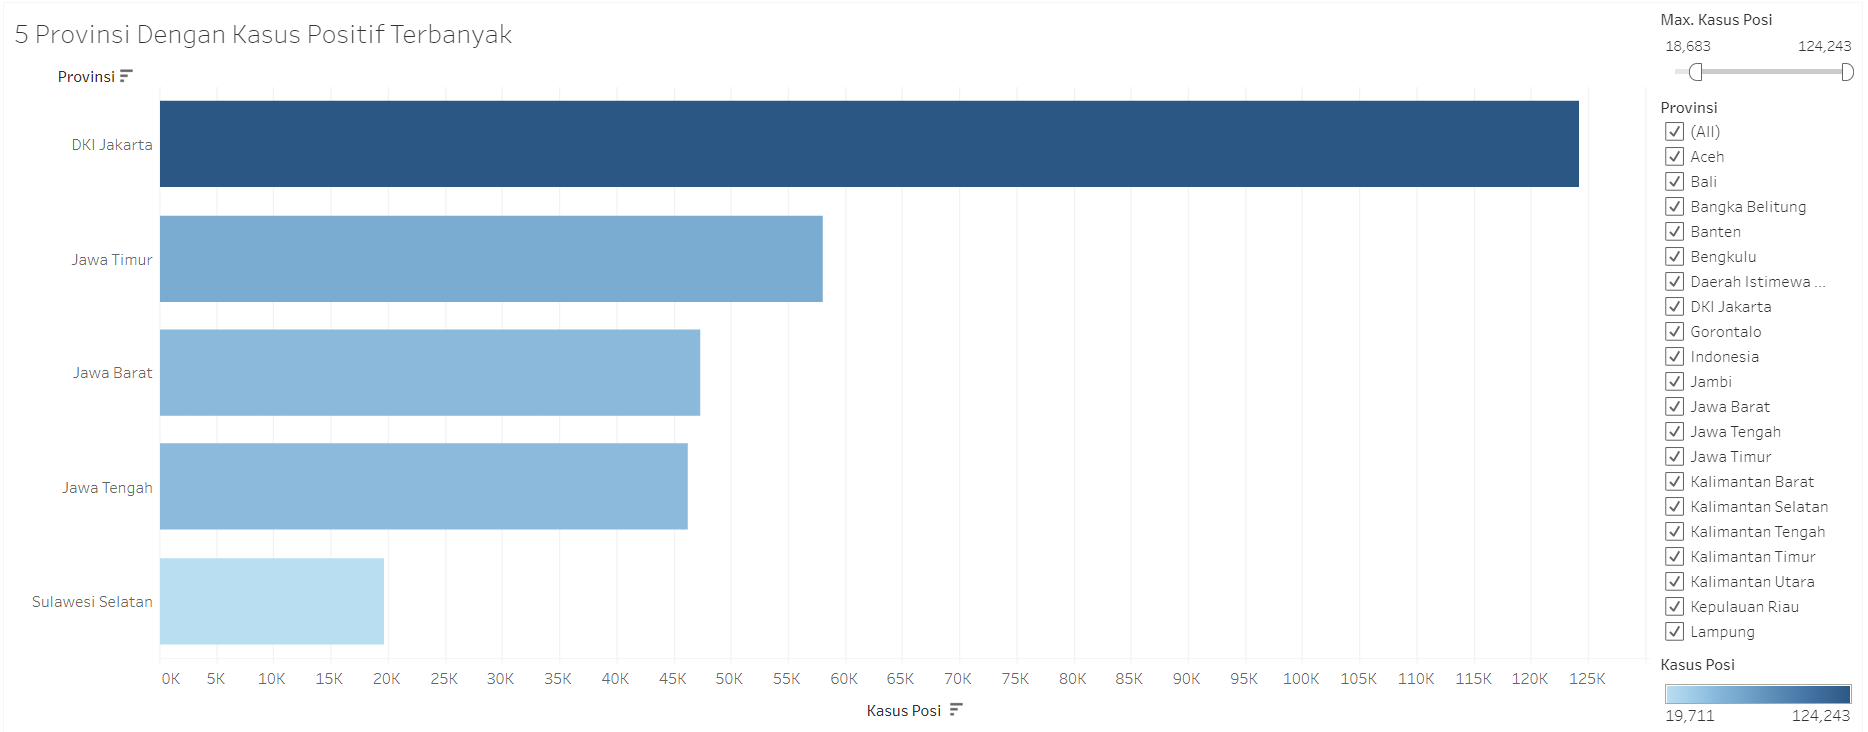 5 Provinsi Dengan Kasus Positif Terbanyak
Provinsi
DKI Jakarta
Jawa Timur
Jawa Barat
Jawa Tengah
Sulawesi Selatan
0K 5K 10K 15K 20K 25K 30K 35K 40K 45K 50K 55K 60K 65K 70K 75K 80K 85K 90K 95K 100K 105K 110K 115K 120K 125K
Kasus Posi
Max. Kasus Posi
18,683 124,243
Provinsi
(All)
Aceh
Bali
Bangka Belitung
Banten
Bengkulu
Daerah Istimewa ...
DKI Jakarta
Gorontalo
Indonesia
Jambi
Jawa Barat
Jawa Tengah
Jawa Timur
Kalimantan Barat
Kalimantan Selatan
Kalimantan Tengah
Kalimantan Timur
Kalimantan Utara
Kepulauan Riau
Lampung
Kasus Posi
19,711 124,243